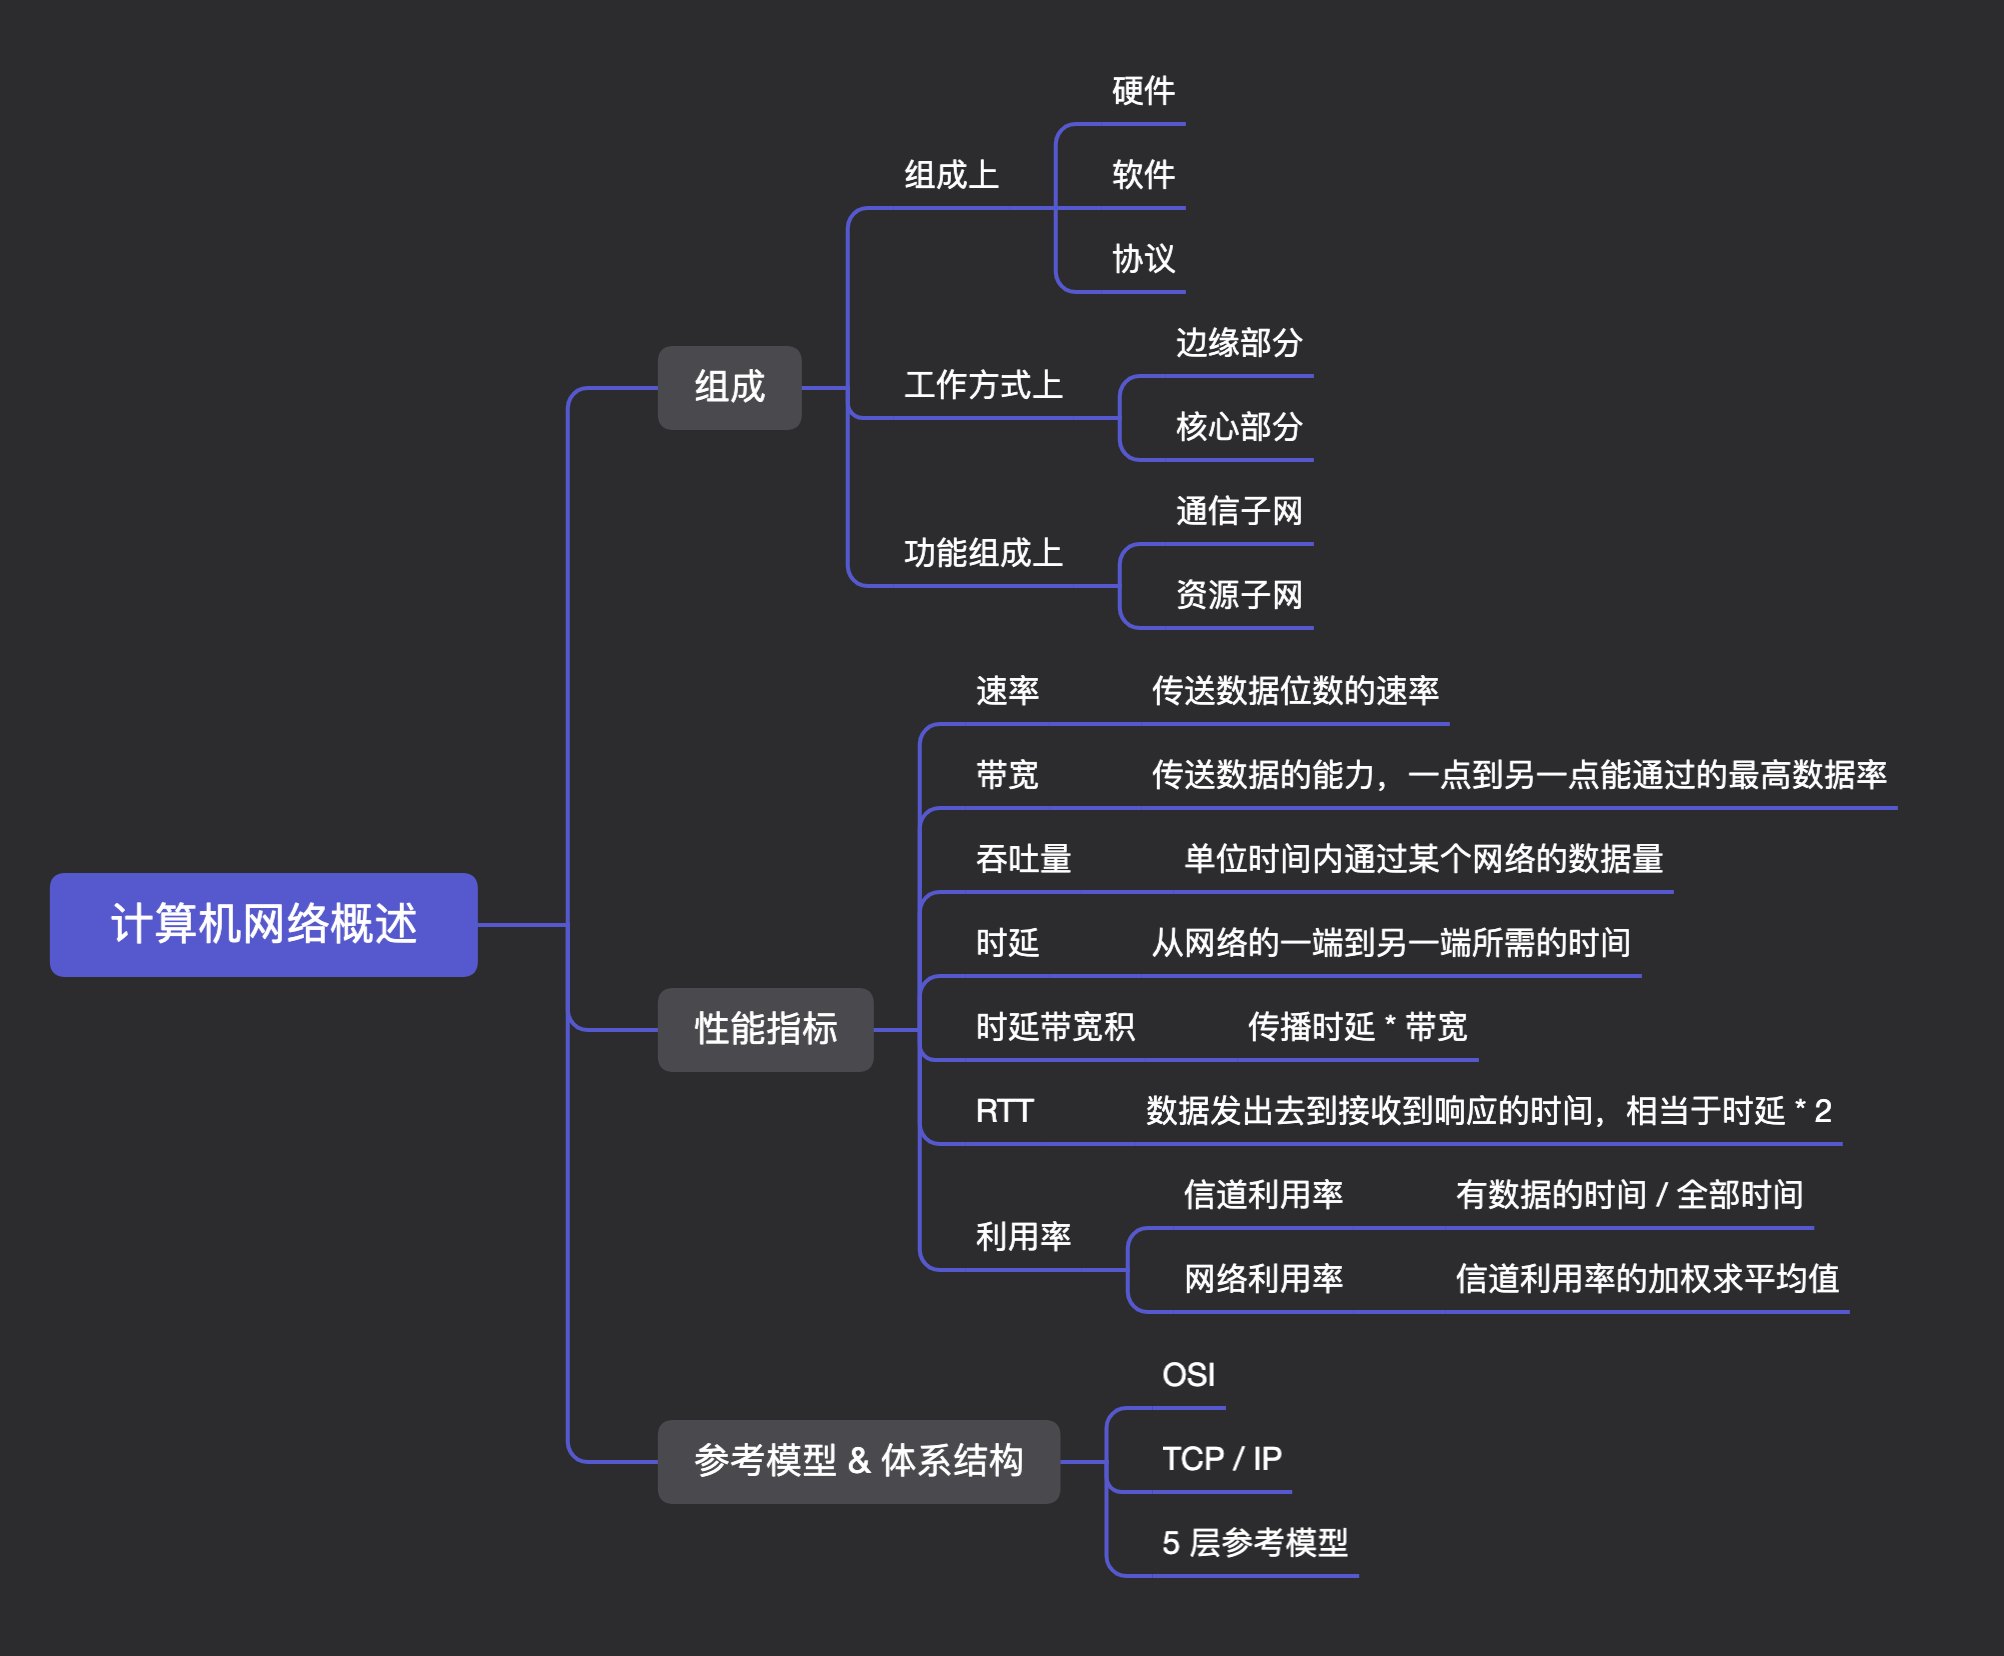 计算机网络概述
组成
组成上
硬件
软件
协议
工作方式上
边缘部分
核心部分
功能组成上
通信子网
资源子网
性能指标
速率
传送数据位数的速率
带宽
传送数据的能力，一点到另一点能通过的最高数据率
吞吐量
单位时间内通过某个网络的数据量
时延
从网络的一端到另一端所需的时间
时延带宽积
传播时延 * 带宽
RTT
数据发出去到接收到响应的时间，相当于时延 * 2
利用率
信道利用率
有数据的时间 / 全部时间
网络利用率
信道利用率的加权求平均值
参考模型 & 体系结构
OSI
TCP / IP
5 层参考模型